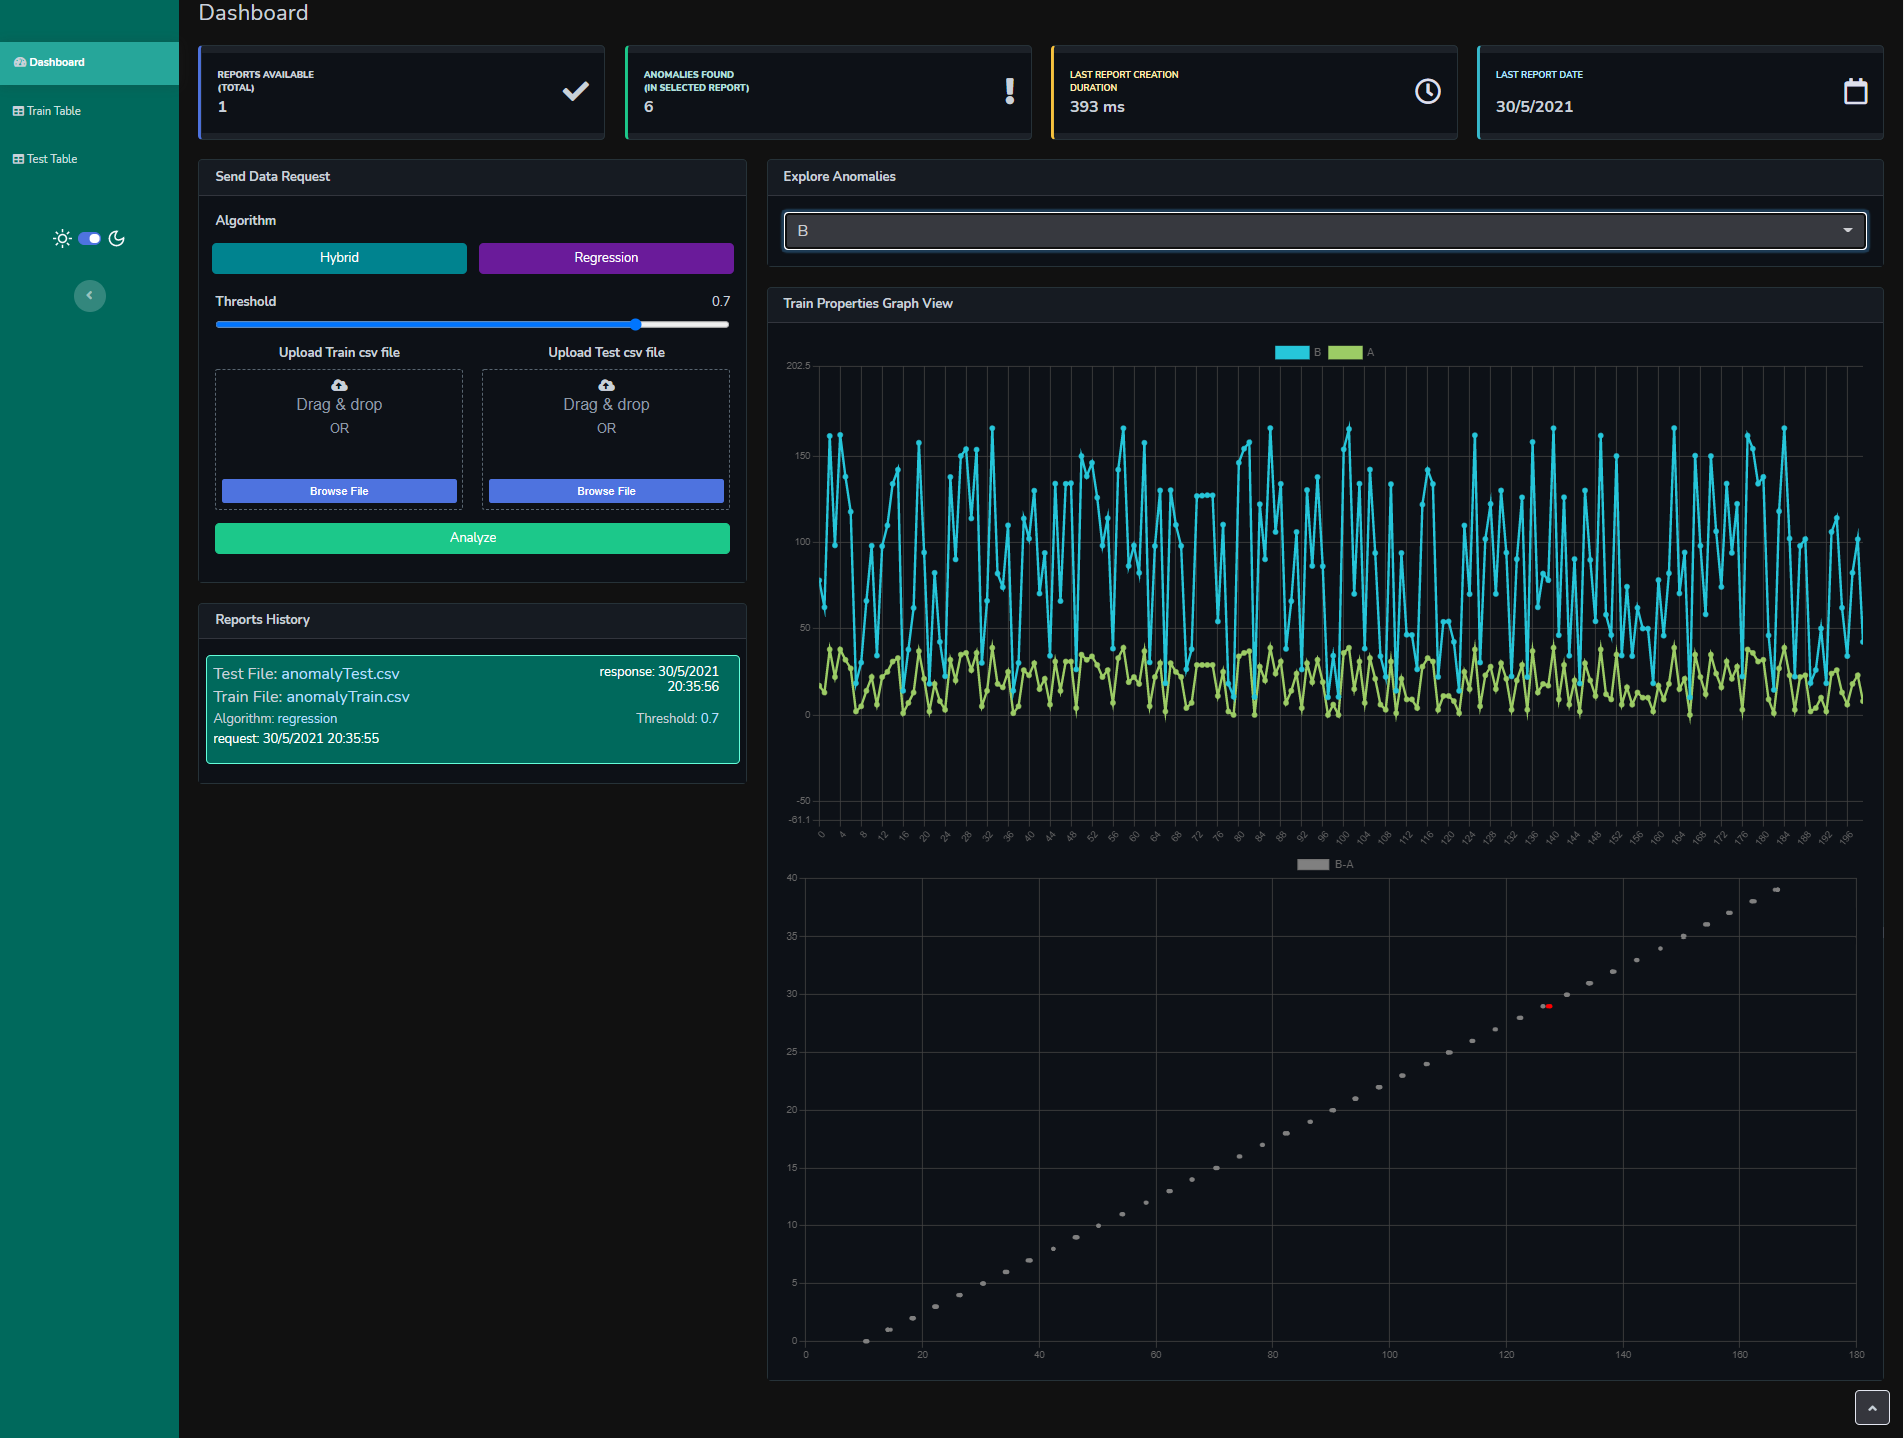 Dashboard
Dashboard
Train Table
Test Table
REPORTS AVAILABLE
(TOTAL)
1
ANOMALIES FOUND
(IN SELECTED REPORT)
6
LAST REPORT CREATION
DURATION
393 ms
LAST REPORT DATE
30/5/2021
Send Data Request
Algorithm
Hybrid
Regression
Threshold
0.7
Upload Train csv file
Upload Test csv file
Drag & drop
OR
Browse File
Drag & drop
OR
Browse File
Analyze
Reports History
Test File: anomalyTest.csv
response: 30/5/2021
20:35:56
Train File: anomalyTrain.csv
Algorithm: regression
Threshold: 0.7
request: 30/5/2021 20:35:55
Explore Anomalies
B
Train Properties Graph View
B A
202.5
150
100
50
0
-50
-61.1
0 4 8 12 16 20 24 28 32 36 40 44 48 52 56 60 64 68 72 76 80 84 88 92 96 100 104 108 112 116 120 124 128 132 136 140 144 148 152 156 160 164 168 172 176 180 184 188 192 196
B-A
40
35
30
25
20
15
10
5
0
0 20 40 60 80 100 120 140 160 180